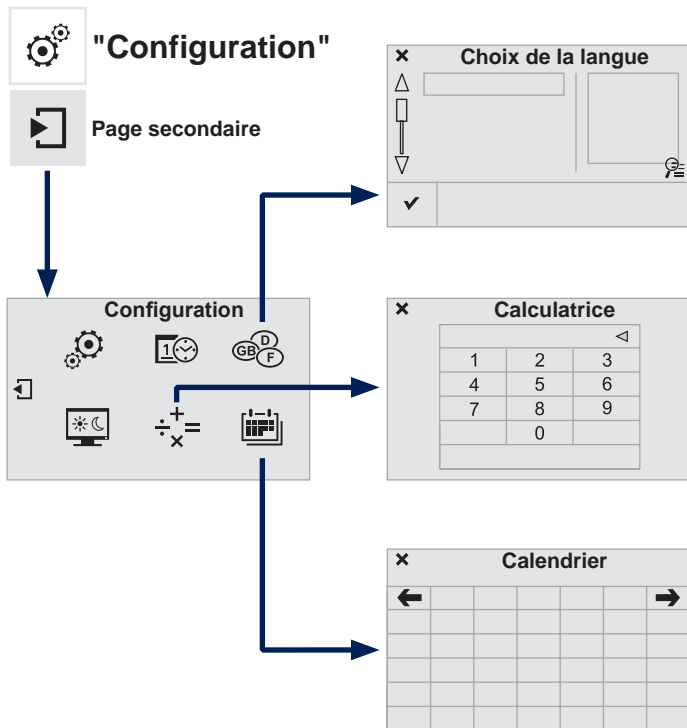 "Configuration"
Page secondaire
Choix de la langue
Configuration
1
GB
D
F
Calculatrice
1 2 3
4 5 6
7 8 9
0
Calendrier